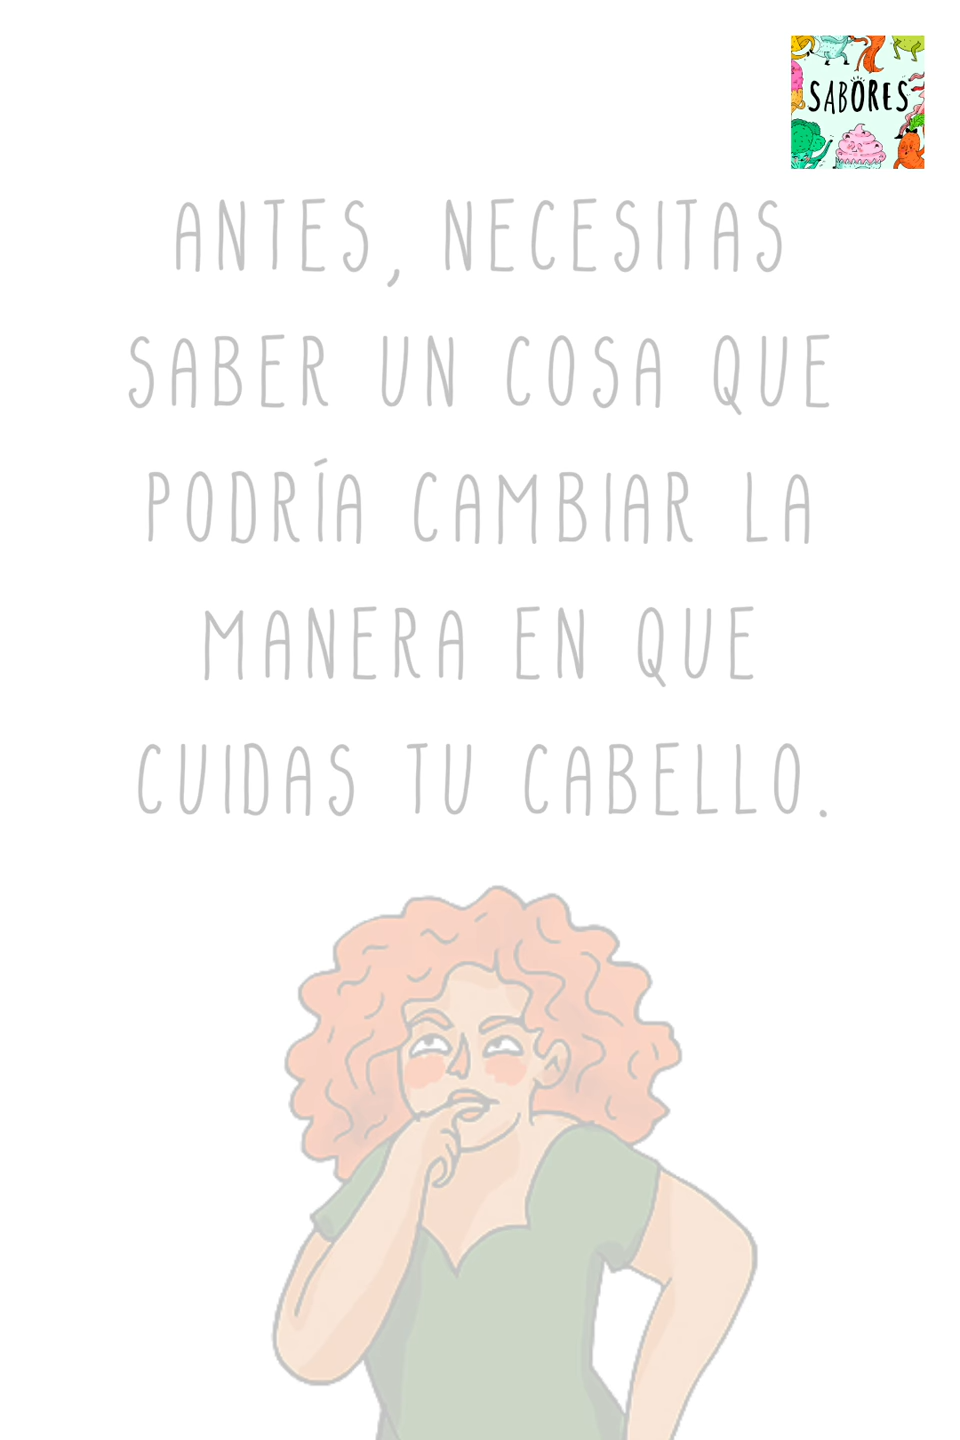 SABORES
ANTES, NECESITAS
SABER UN COSA QUE
PODRÍA CAMBIAR LA
MANERA EN QUE
CUIDAS TU CABELLO.